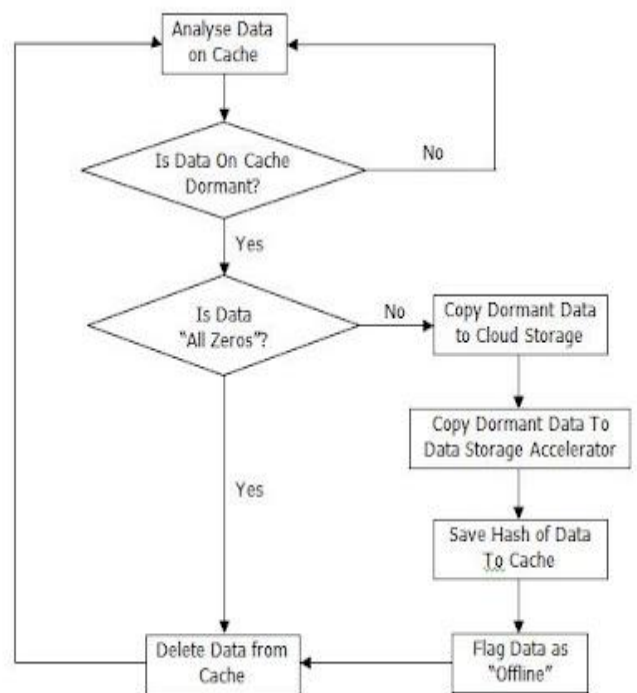 Analyse Data
on Cache
Is Data On Cache
Dormant?
No
Yes
Is Data
"All Zeros"?
No
Copy Dormant Data
to Cloud Storage
Copy Dormant Data To
Data Storage Accelerator
Yes
Save Hash of Data
To Cache
Delete Data from
Cache
Flag Data as
"Offline"